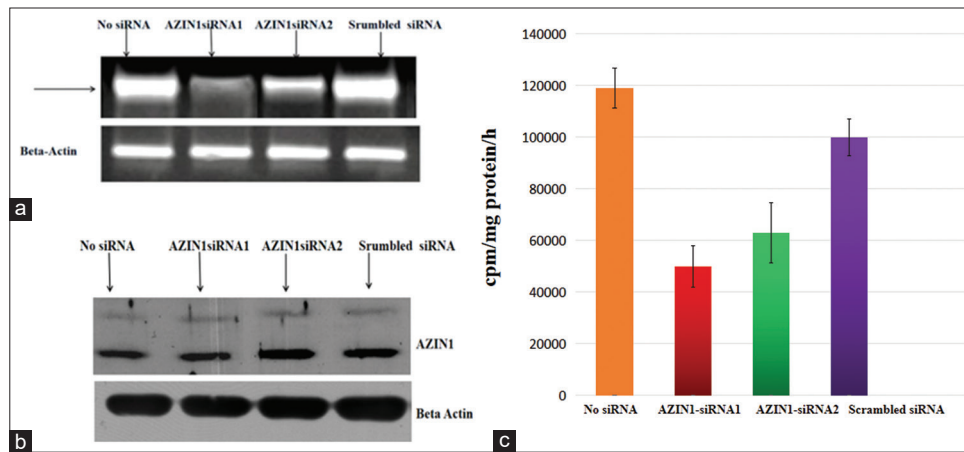 No siRNA AZIN1siRNA1 AZIN1siRNA2 Srumbled siRNA
Beta-Actin
a
No siRNA AZIN1siRNA1 AZIN1siRNA2 Srumbled siRNA
AZIN1
Beta Actin
b
cpm/mg protein/h
140000
120000
100000
80000
60000
40000
20000
0
No siRNA AZIN1-siRNA1 AZIN1-siRNA2 Scrambled siRNA
c